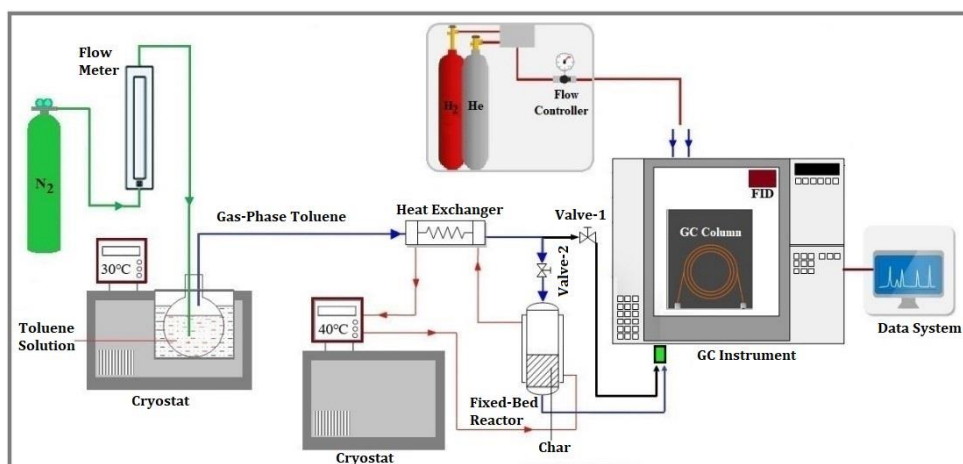 Flow
Meter
N2
H2
He
Flow
Controller
FID
GC Column
Gas-Phase Toluene
Heat Exchanger
Valve-1
Valve-2
30℃
40℃
Toluene
Solution
Cryostat
Fixed-Bed
Reactor
Char
Cryostat
GC Instrument
Data System